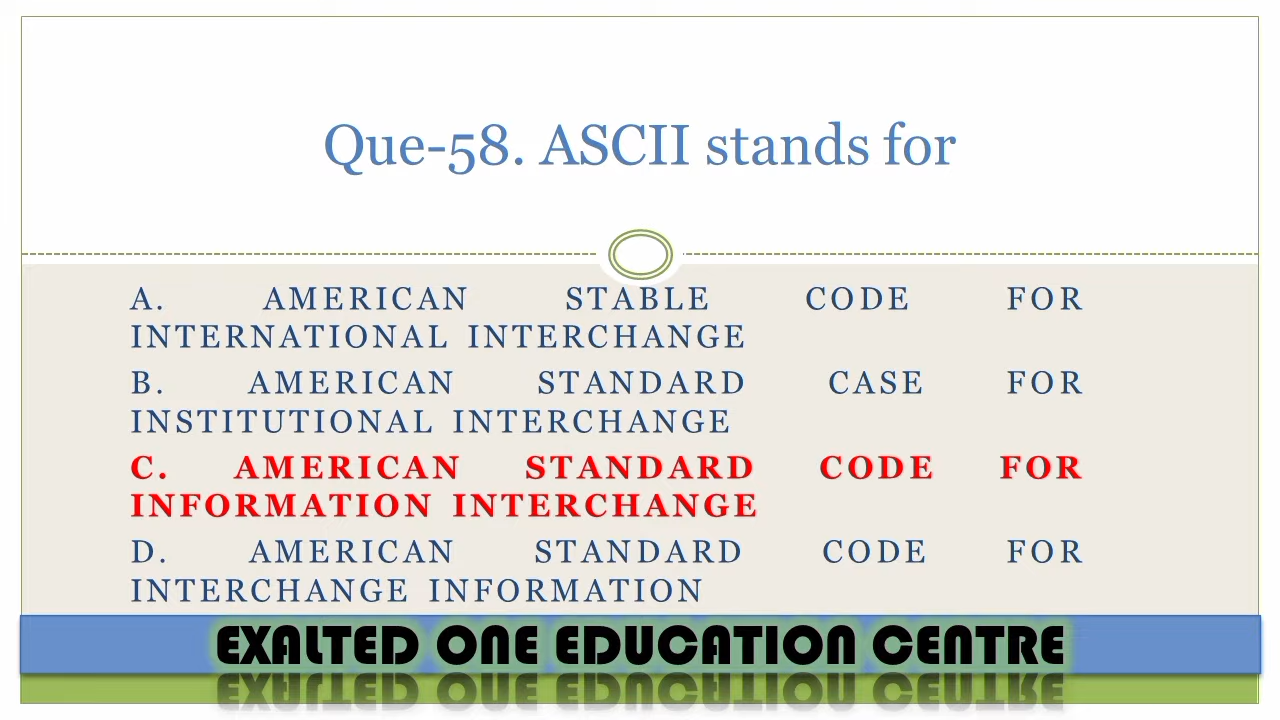 Que-58. ASCII stands for
A. AMERICAN STABLE CODE FOR
INTERNATIONAL INTERCHANGE
B. AMERICAN STANDARD CASE FOR
INSTITUTIONAL INTERCHANGE
C. AMERICAN STANDARD CODE FOR
INFORMATION INTERCHANGE
D. AMERICAN STANDARD CODE FOR
INTERCHANGE INFORMATION
EXALTED ONE EDUCATION CENTRE